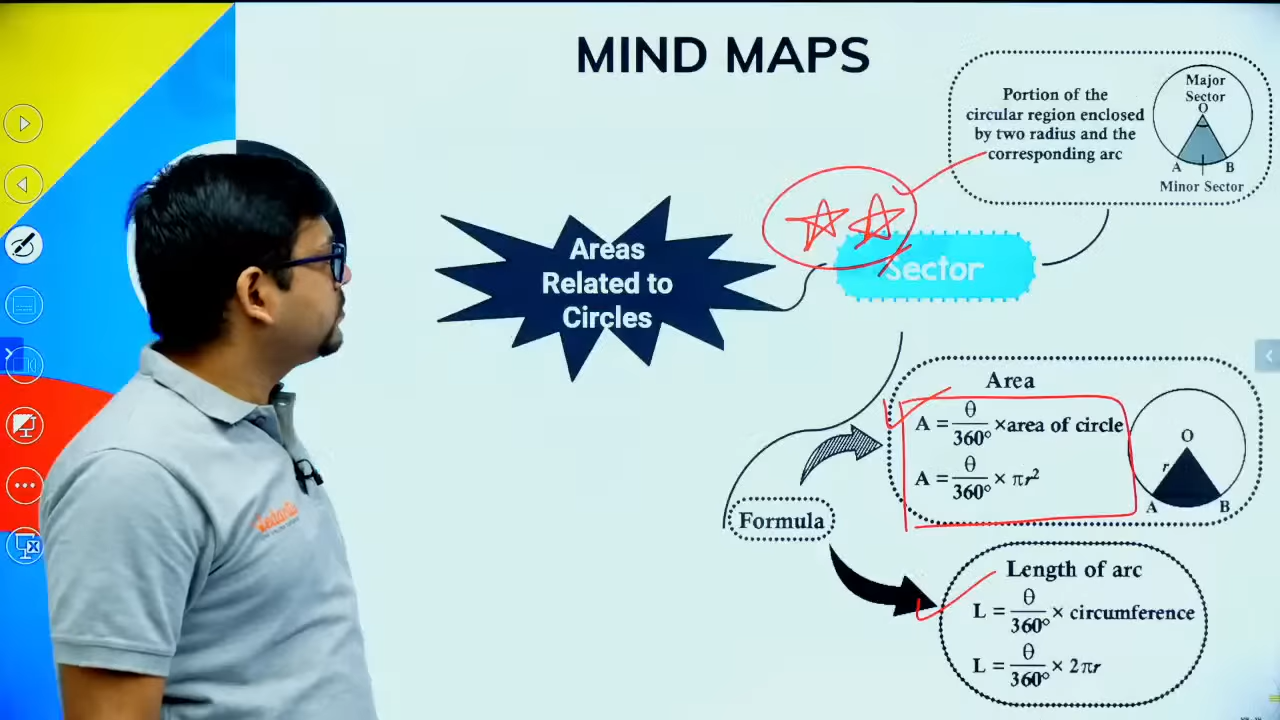 MIND MAPS
Portion of the
circular region enclosed
by two radius and the
corresponding arc
Major
Sector
O
A
B
Minor Sector
Areas
Related to
Circles
Sector
Area
A = θ/360° × area of circle
A = θ/360° × πr²
O
r
A
B
Formula
Length of arc
L = θ/360° × circumference
L = θ/360° × 2πr
Vedantu